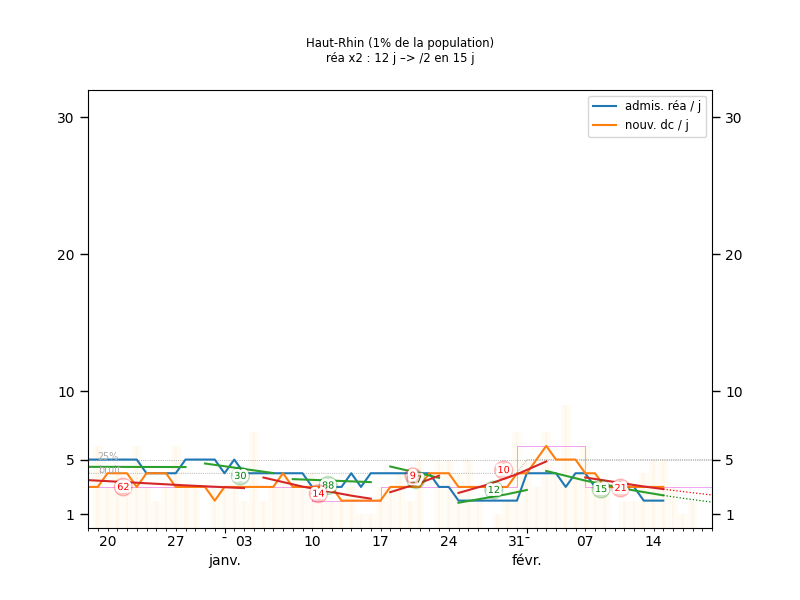 Haut-Rhin (1% de la population)
réa x2 : 12 j –> /2 en 15 j
admis. réa / j
nouv. dc / j
30 30
20 20
10 10
5 5
1 1
25%
62
30
14
88
9
12
10
15
21
20 27 03 10 17 24 31 07 14
janv. févr.